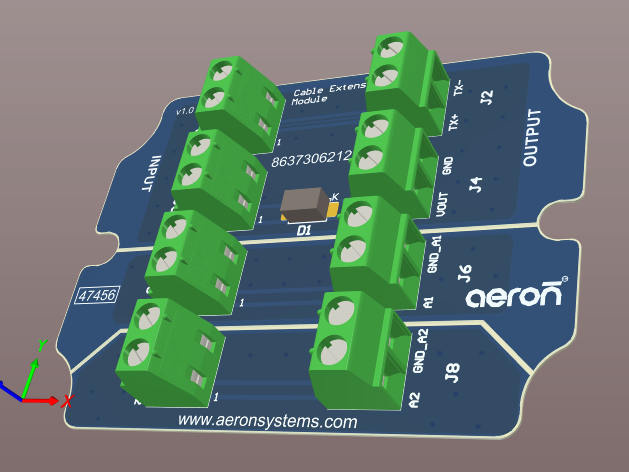 v1.0
Cable Extens
Module
TX-
J2
TX+
OUTPUT
INPUT
1
8637306212
GND
J4
VOUT
K
D1
1
GND_A1
J6
A1
aeron
47456
1
GND_A2
J8
A2
1
www.aeronsystems.com
Y
X